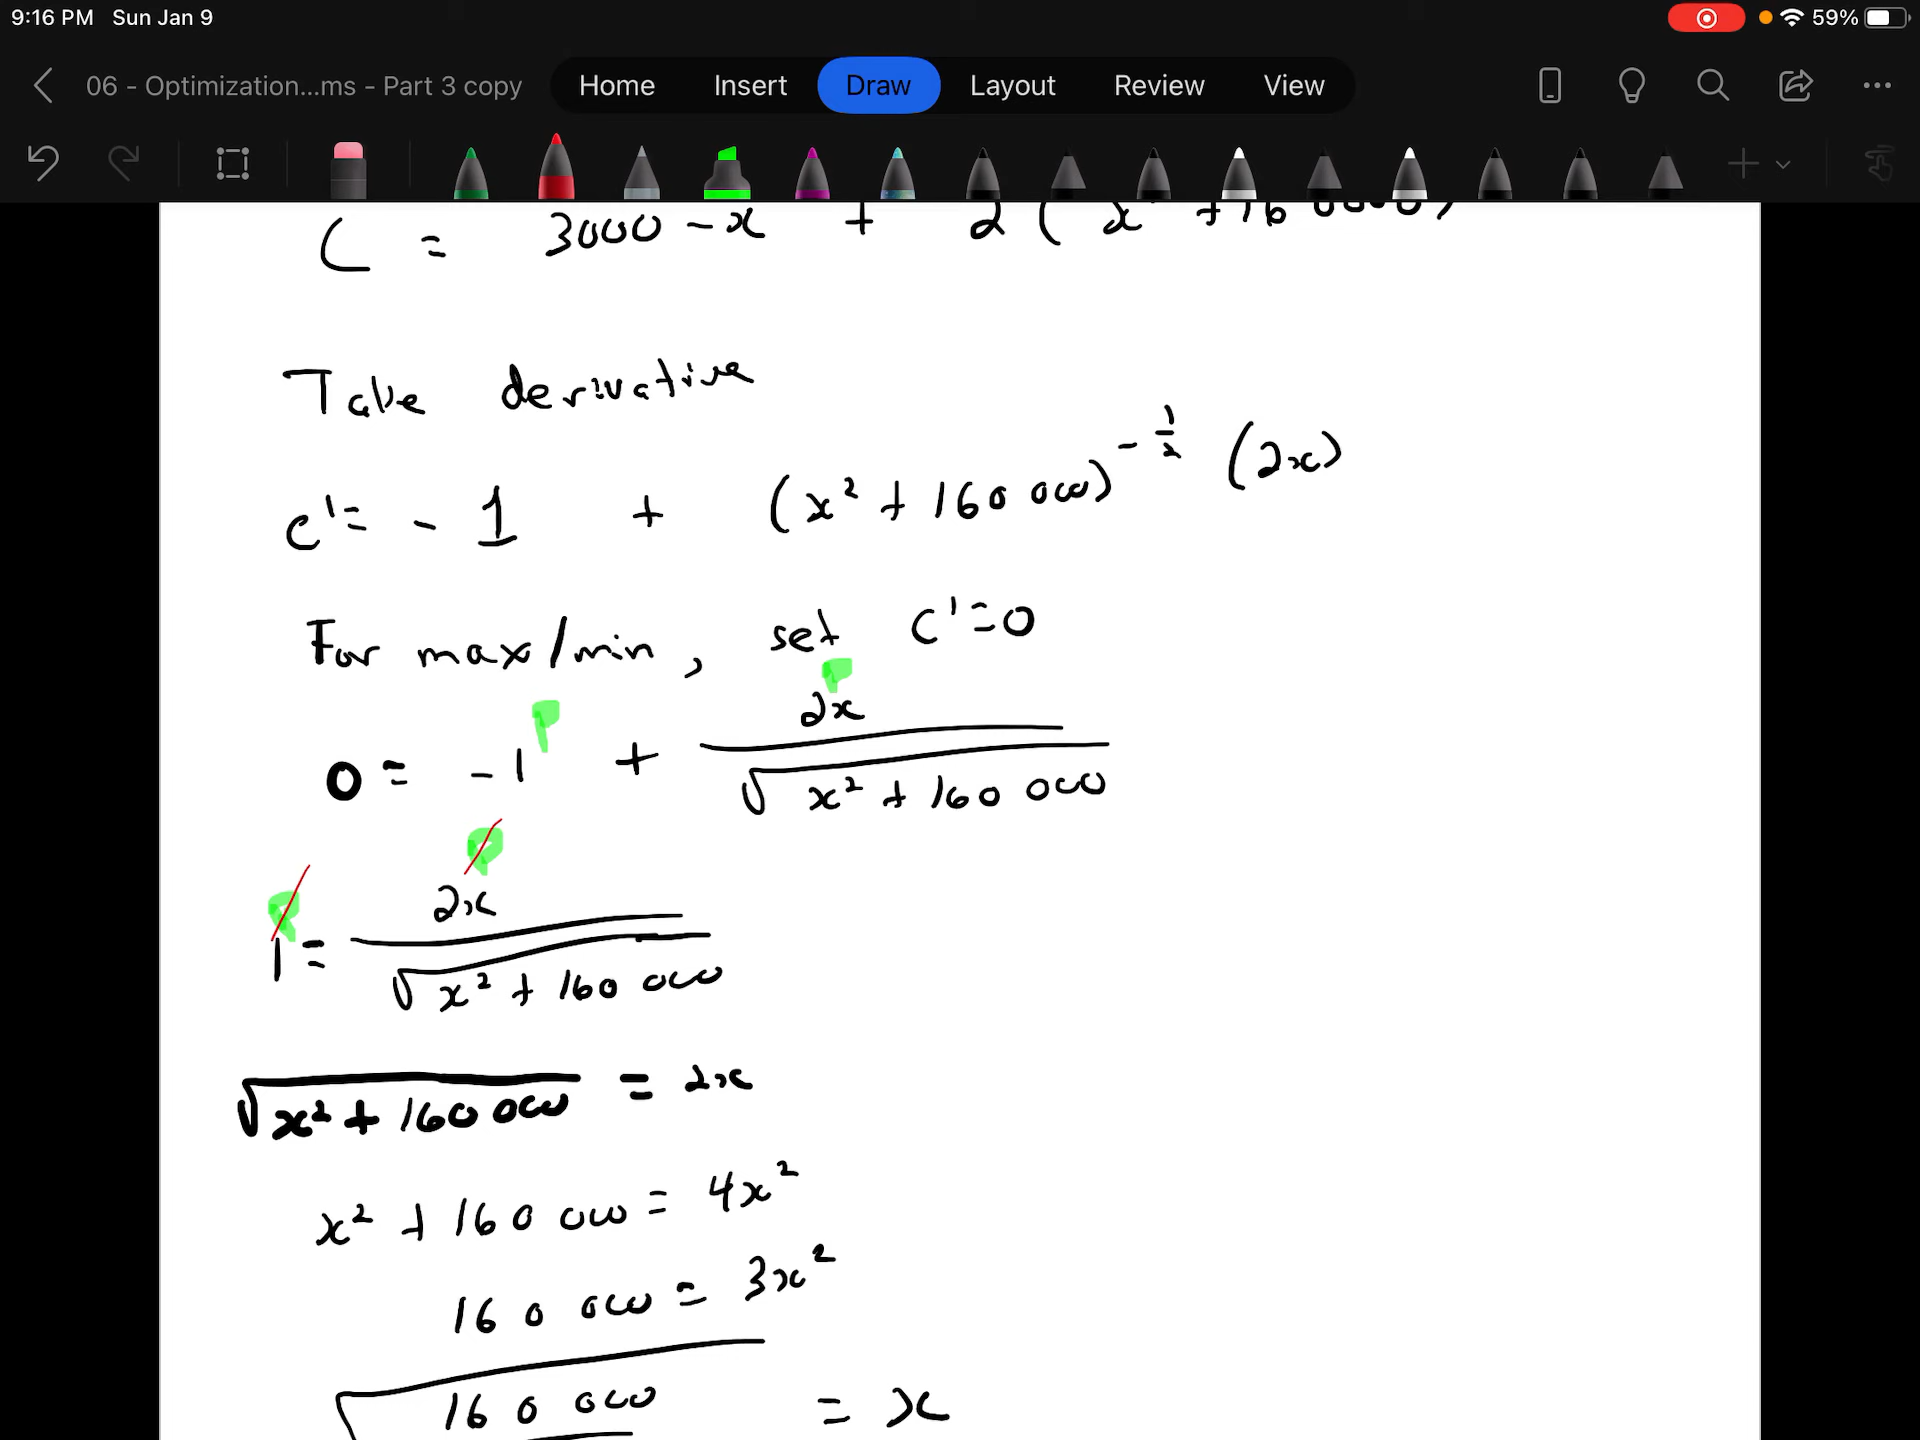 9:16 PM Sun Jan 9 59%
06 - Optimization...ms - Part 3 copy Home Insert Draw Layout Review View
C = 3000 - x + 2 ( x² + 160 000)
Take derivative
c' = - 1 + (x² + 160 000)^-1/2 (2x)
For max/min, set c' = 0
0 = -1^P + 2x^P / √(x² + 160 000)
1^P = 2x^P / √(x² + 160 000)
√(x² + 160 000) = 2x
x² + 160 000 = 4x²
160 000 = 3x²
√160 000 = x